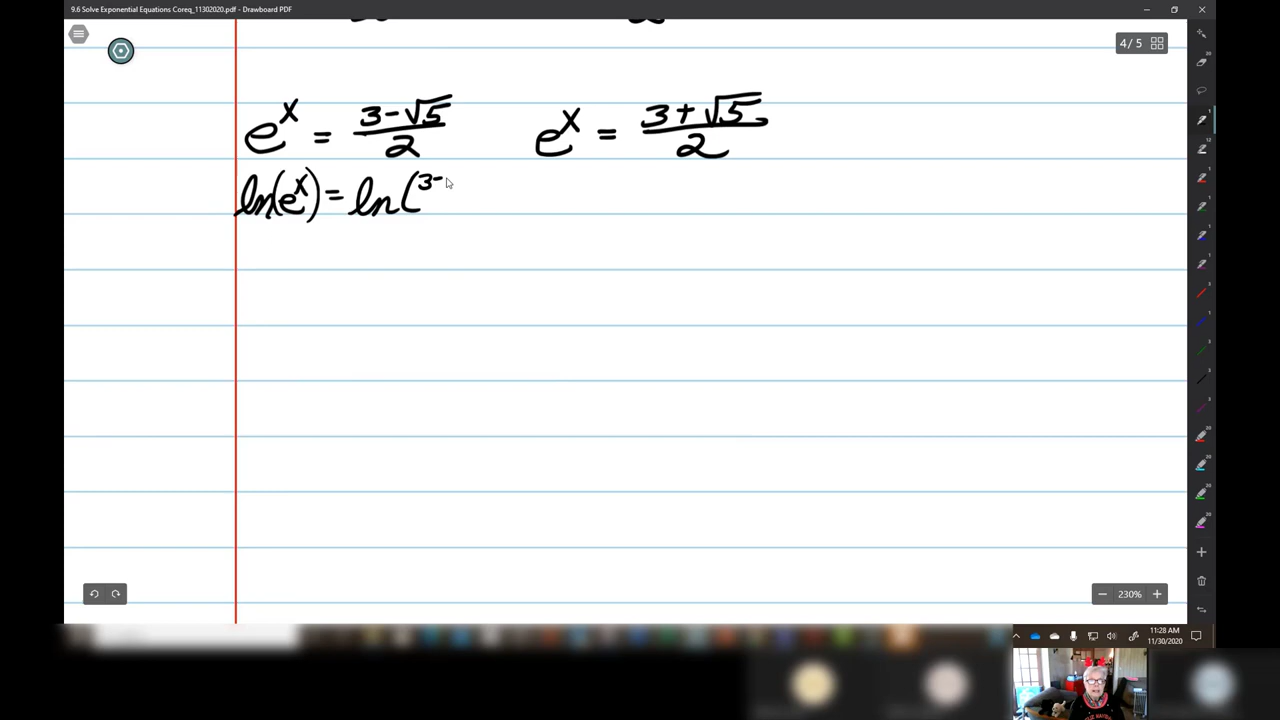 9.6 Solve Exponential Equations Coreq_11302020.pdf - Drawboard PDF
4 / 5
e^x = (3-√5)/2   e^x = (3+√5)/2
ln(e^x) = ln(3-
230%
11:28 AM
11/30/2020